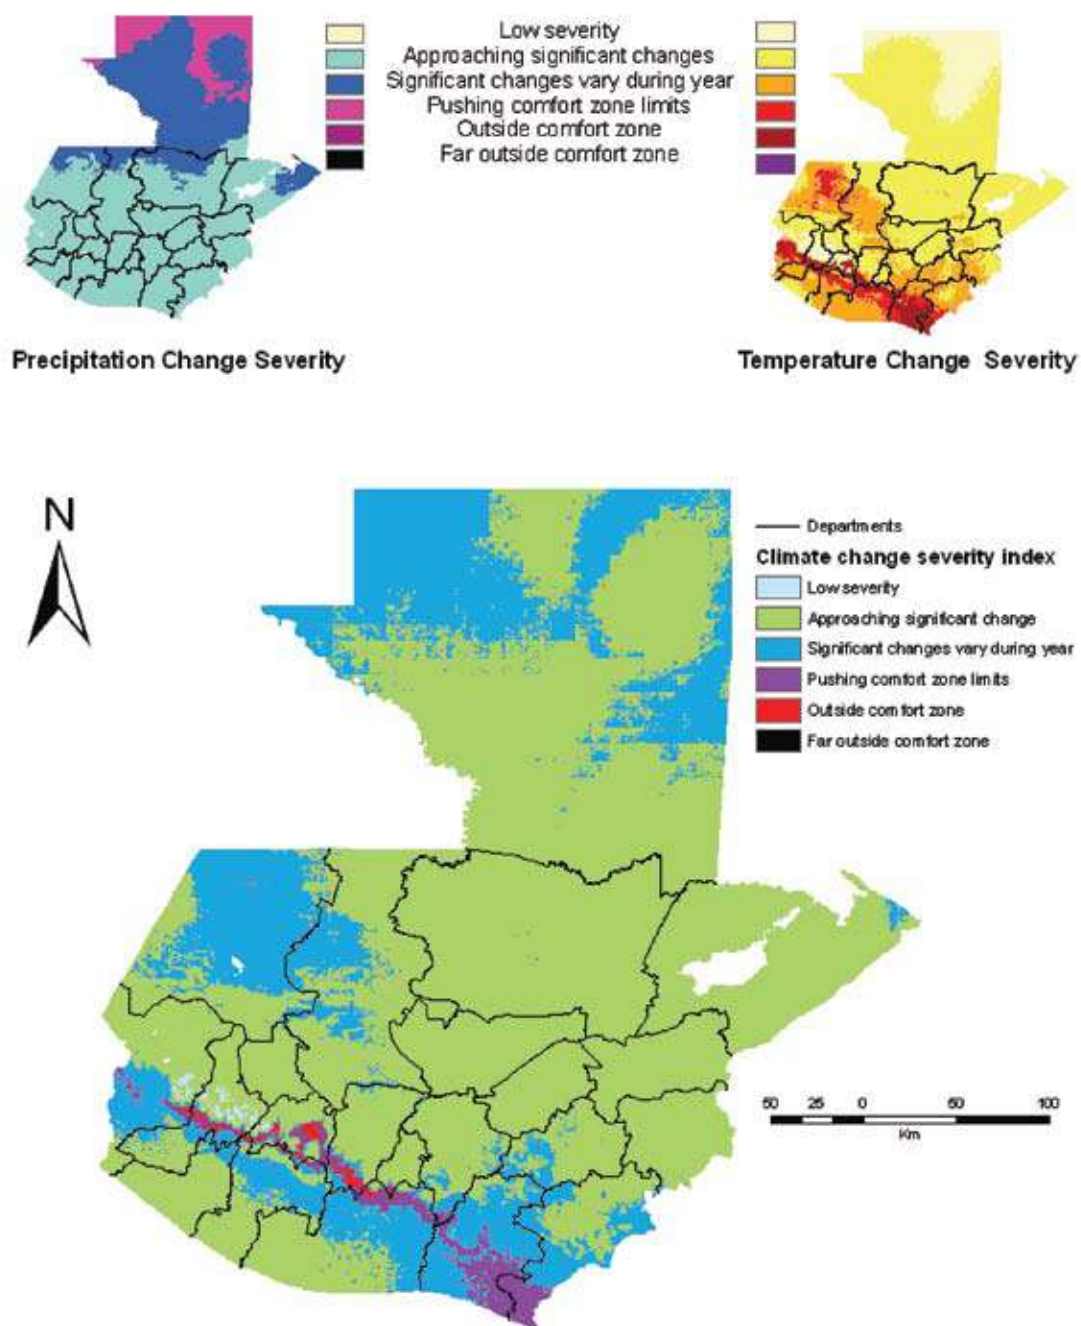 Low severity
Approaching significant changes
Significant changes vary during year
Pushing comfort zone limits
Outside comfort zone
Far outside comfort zone
Precipitation Change Severity
Temperature Change Severity
N
Departments
Climate change severity index
Low severity
Approaching significant change
Significant changes vary during year
Pushing comfort zone limits
Outside comfort zone
Far outside comfort zone
50 25 0 50 100
Km